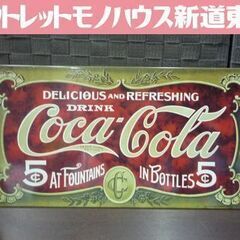 アウトレットモノハウス新道東
DELICIOUS AND REFRESHING
DRINK
Coca-Cola
5¢ AT FOUNTAINS IN BOTTLES 5¢